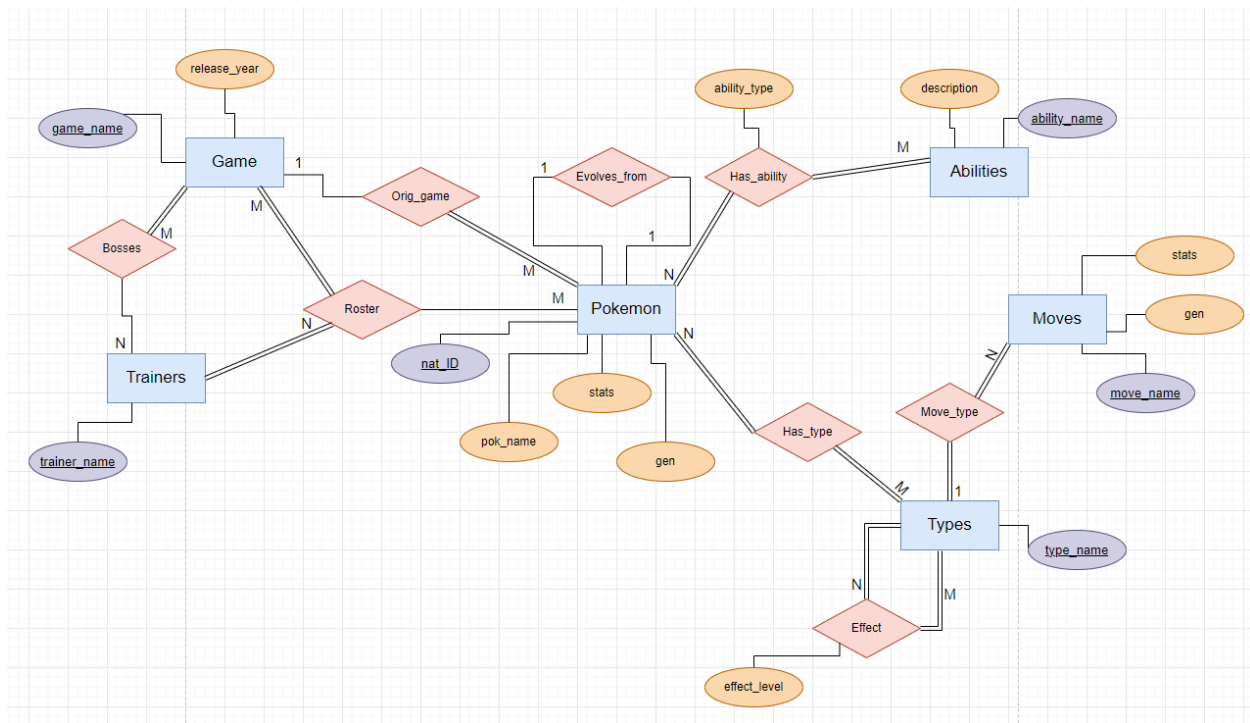 release_year
ability_type
description
game_name
ability_name
Game
1
M
Evolves_from
1
Has_ability
Abilities
Orig_game
M
M
Bosses
1
stats
M
N
M
Roster
N
M
Pokemon
N
Moves
gen
N
nat_ID
N
Trainers
stats
move_name
Move_type
pok_name
Has_type
trainer_name
gen
M
1
Types
type_name
N
M
Effect
effect_level